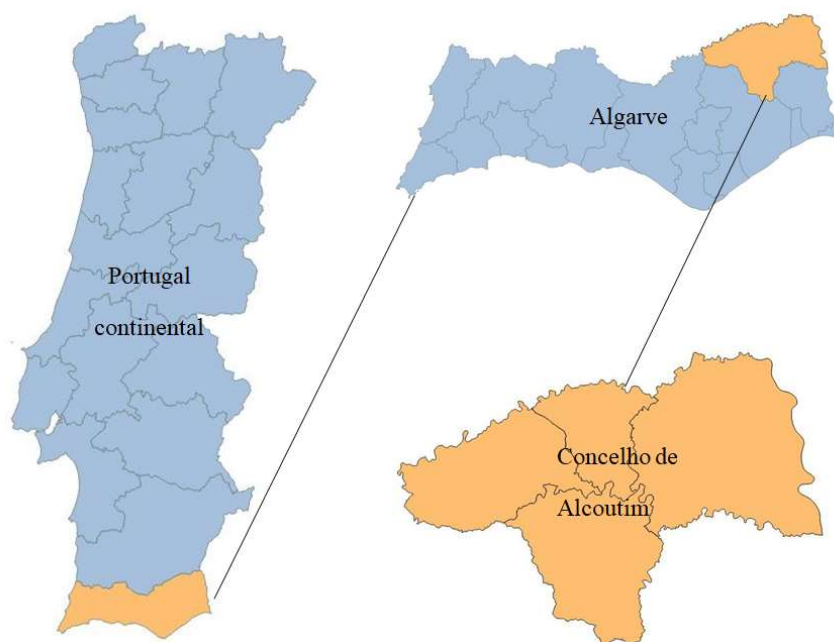 Portugal
continental
Algarve
Concelho de
Alcoutim